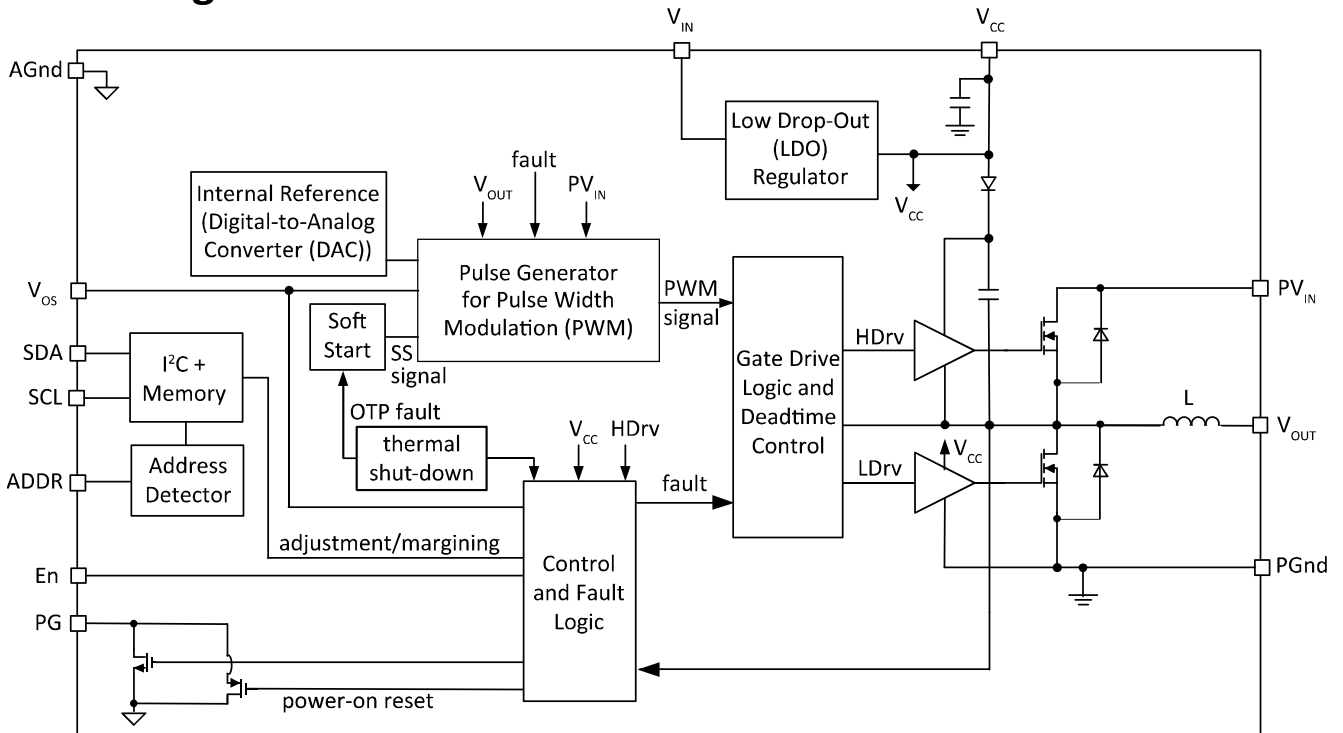 V_IN
V_CC
AGnd
Low Drop-Out
(LDO)
Regulator
V_CC
fault
V_OUT
PV_IN
Internal Reference
(Digital-to-Analog
Converter (DAC))
Pulse Generator
for Pulse Width
Modulation (PWM)
V_OS
PV_IN
PWM
signal
Soft
Start
SS
signal
SDA
SCL
I²C +
Memory
HDrv
Gate Drive
Logic and
Deadtime
Control
L
V_OUT
OTP fault
thermal
shut-down
V_CC
HDrv
V_CC
ADDR
Address
Detector
LDrv
fault
adjustment/margining
En
Control
and Fault
Logic
PGnd
PG
power-on reset